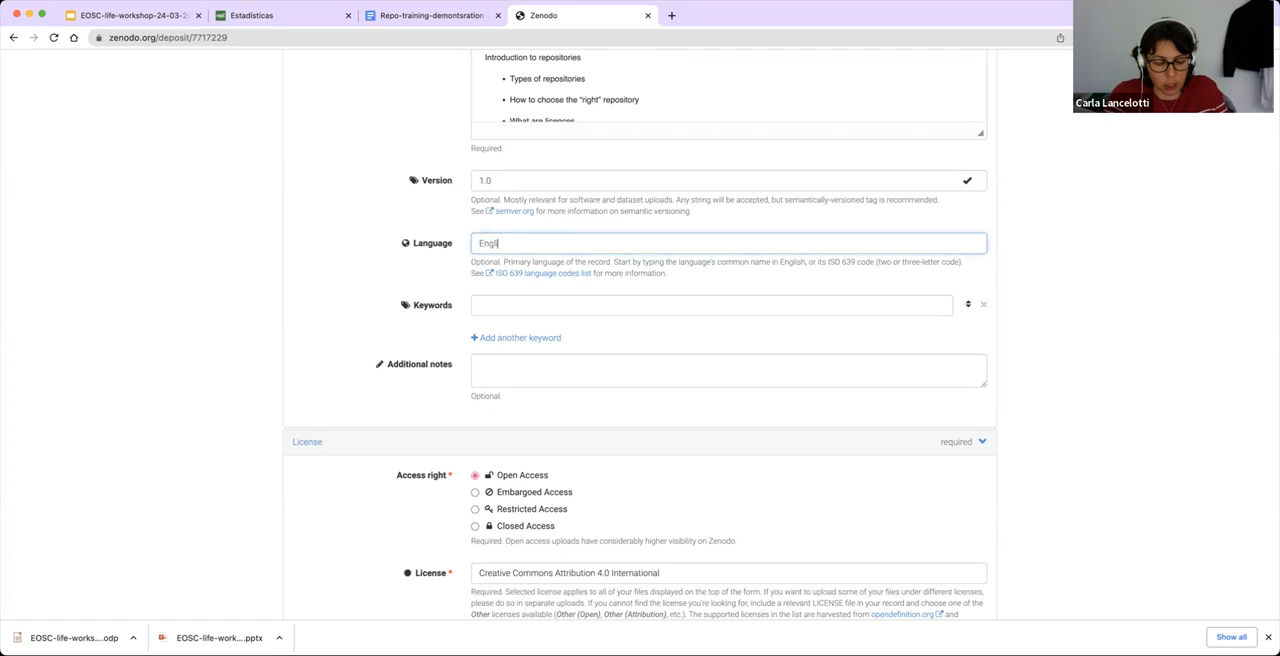 EOSC-life-workshop-24-03-20
Estadísticas
Repo-training-demontsration
Zenodo
zenodo.org/deposit/7717229
Carla Lancelotti
Introduction to repositories
• Types of repositories
• How to choose the “right” repository
• What are licences
Required.
Version
1.0
Optional. Mostly relevant for software and dataset uploads. Any string will be accepted, but semantically-versioned tag is recommended.
See semver.org for more information on semantic versioning.
Language
Engli
Optional. Primary language of the record. Start by typing the language's common name in English, or its ISO 639 code (two or three-letter code).
See ISO 639 language codes list for more information.
Keywords
+ Add another keyword
Additional notes
Optional.
License
required
Access right *
Open Access
Embargoed Access
Restricted Access
Closed Access
Required. Open access uploads have considerably higher visibility on Zenodo.
License *
Creative Commons Attribution 4.0 International
Required. Selected license applies to all of your files displayed on the top of the form. If you want to upload some of your files under different licenses,
please do so in separate uploads. If you cannot find the license you're looking for, include a relevant LICENSE file in your record and choose one of the
Other licenses available (Other (Open), Other (Attribution), etc.). The supported licenses in the list are harvested from opendefinition.org and
EOSC-life-works....odp
EOSC-life-work....pptx
Show all